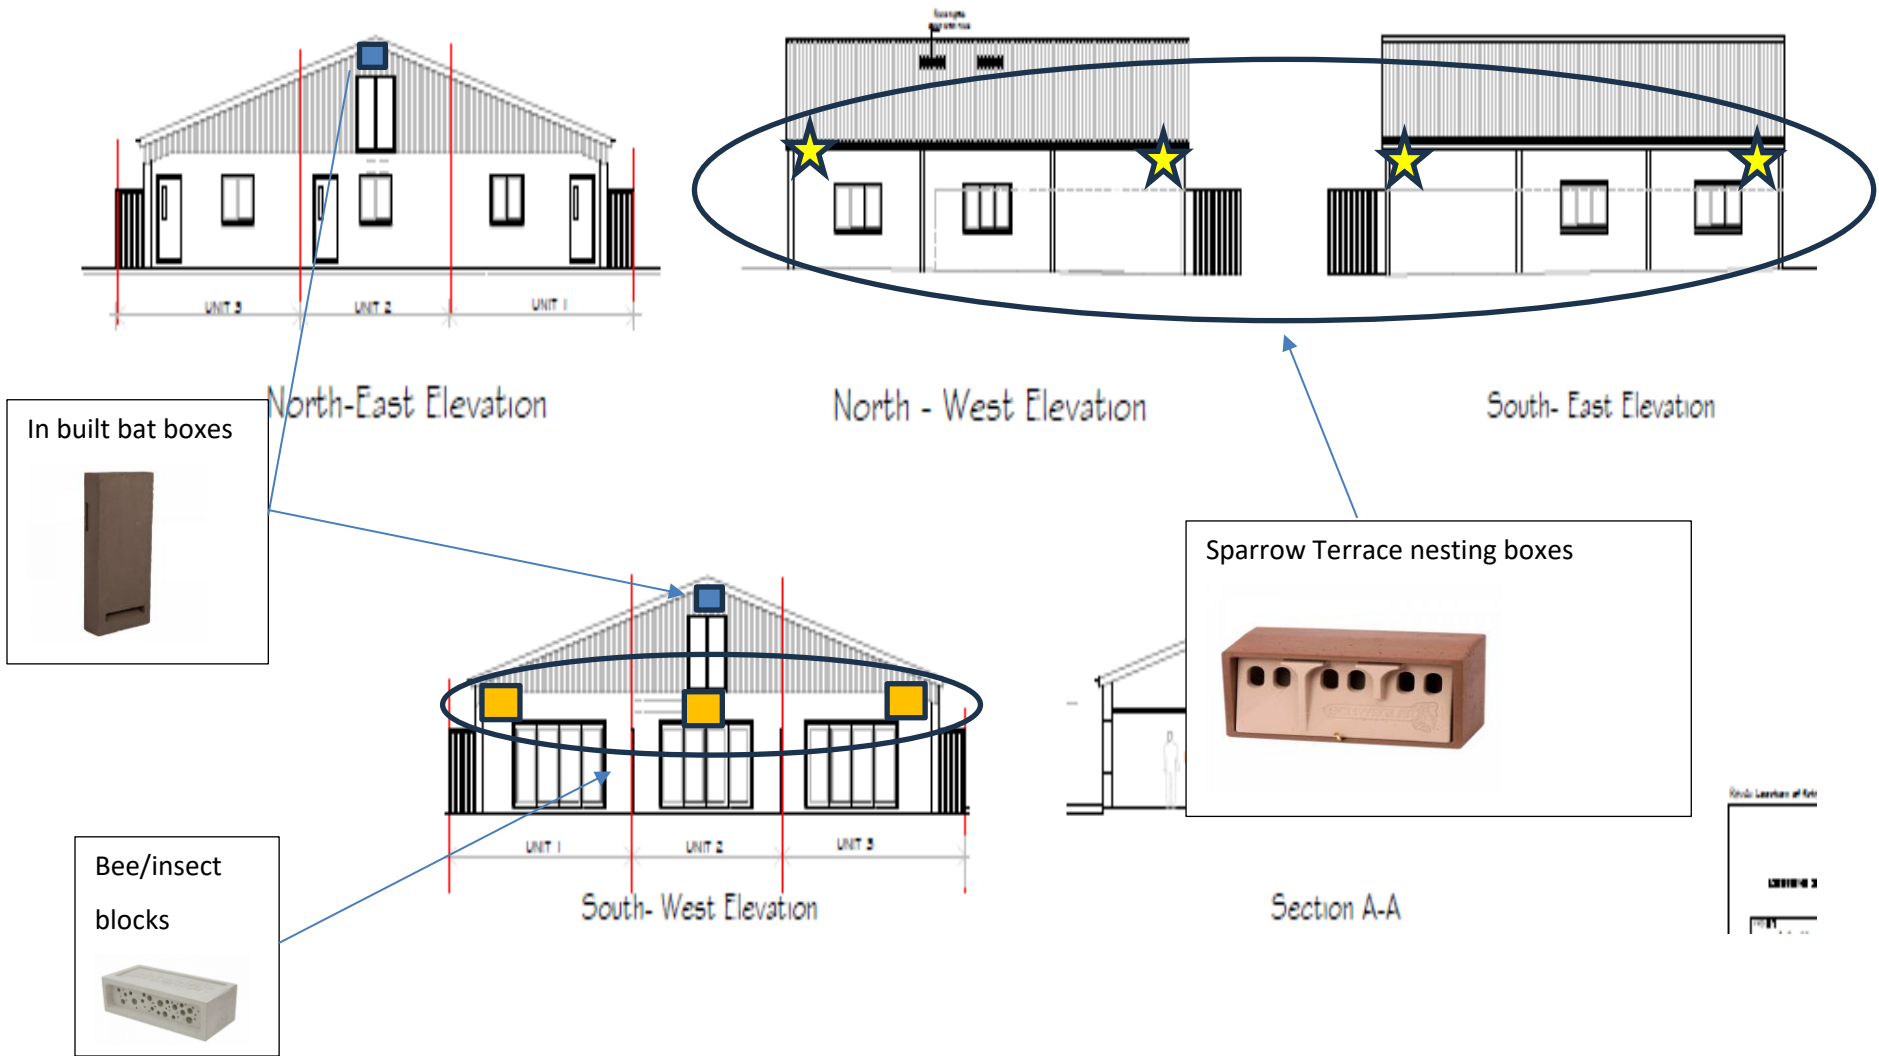 UNIT 3
UNIT 2
UNIT 1
North-East Elevation
North - West Elevation
South- East Elevation
In built bat boxes
Sparrow Terrace nesting boxes
UNIT 1
UNIT 2
UNIT 3
South- West Elevation
Section A-A
Bee/insect
blocks